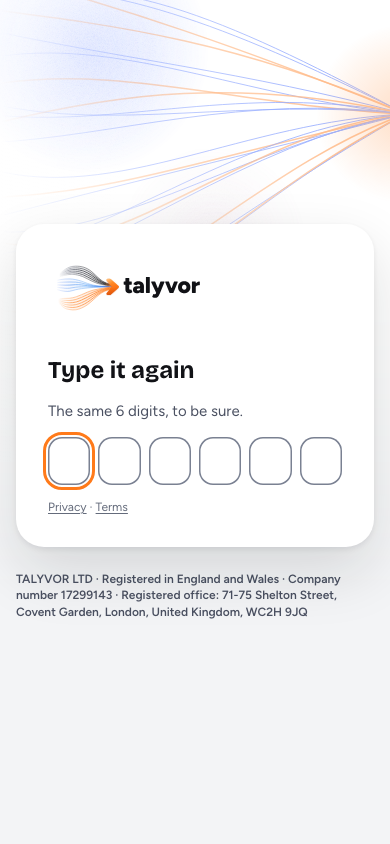 talyvor
Type it again
The same 6 digits, to be sure.
Privacy · Terms
TALYVOR LTD · Registered in England and Wales · Company
number 17299143 · Registered office: 71-75 Shelton Street,
Covent Garden, London, United Kingdom, WC2H 9JQ